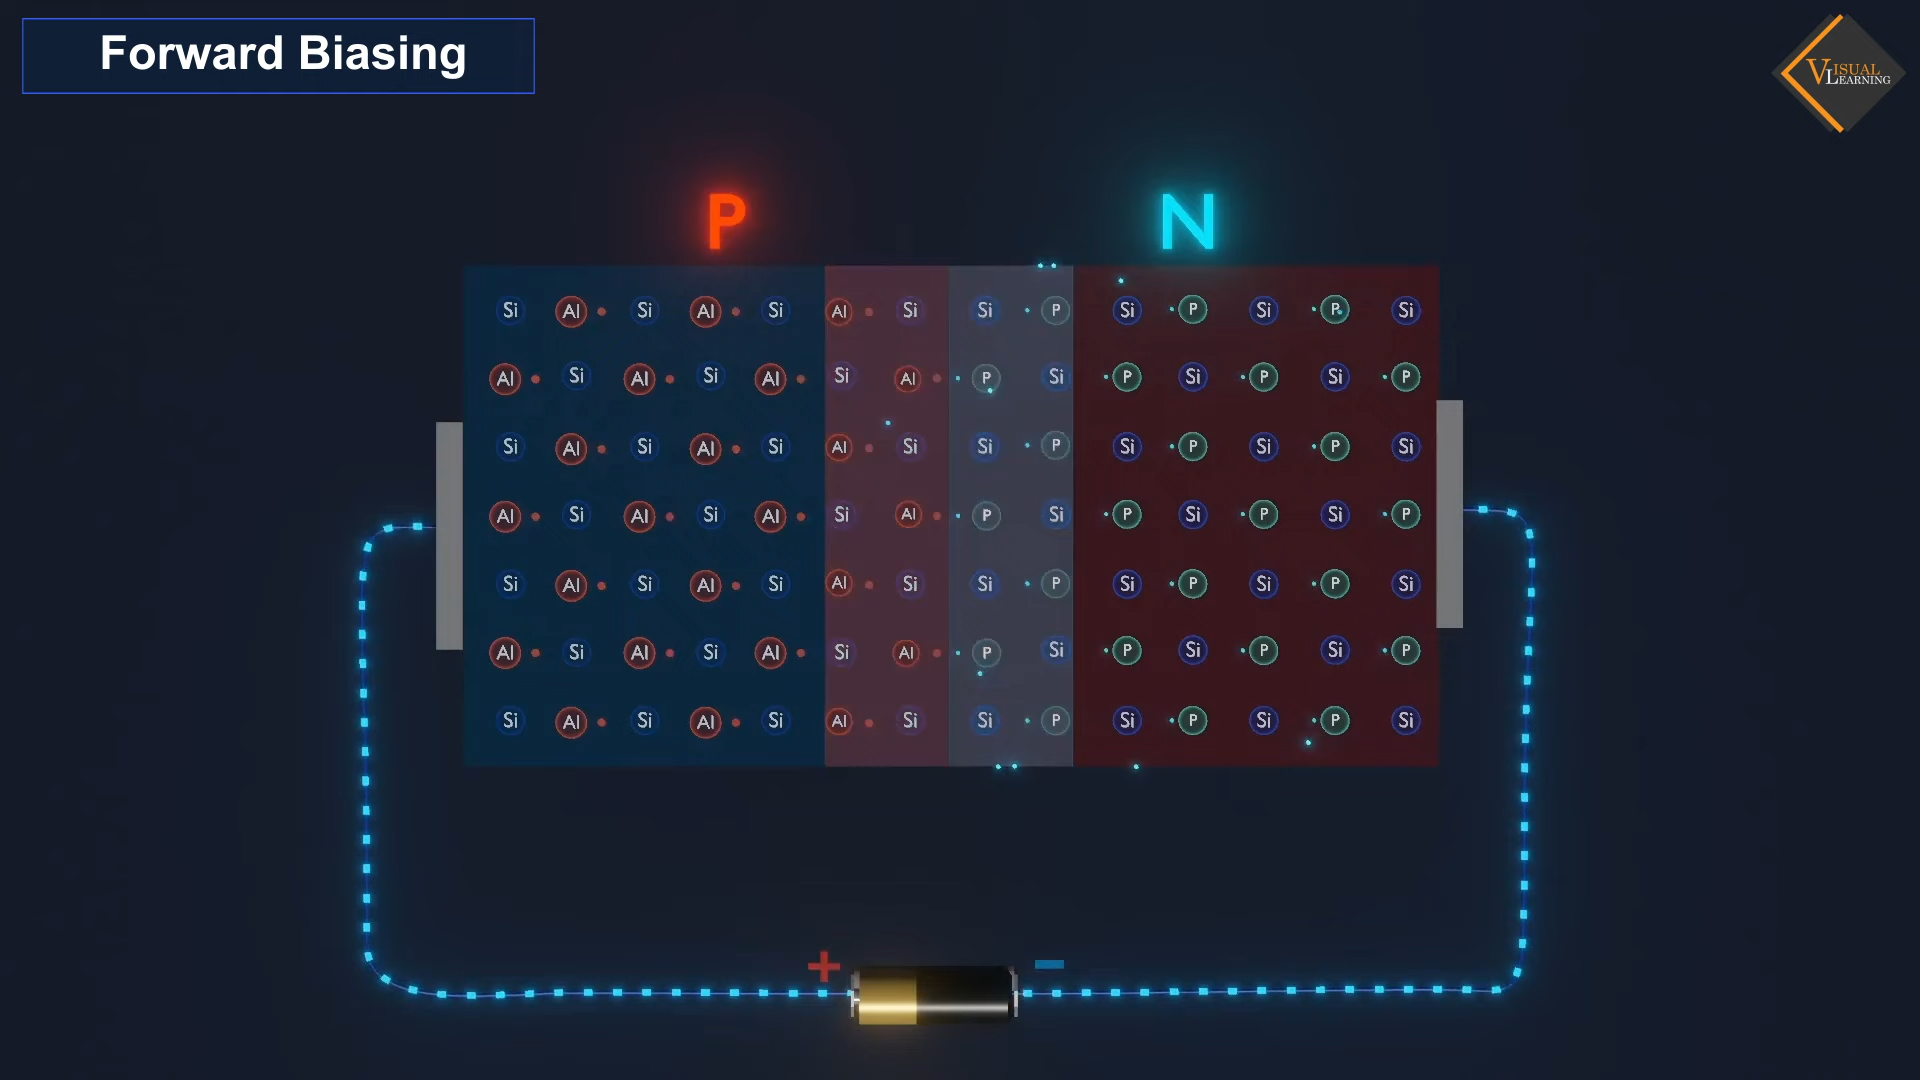 Forward Biasing
VISUAL
LEARNING
P N
Si Al Si Al Si Al Si Si P Si P Si P Si
Al Si Al Si Al Si Al P Si P Si P Si P
Si Al Si Al Si Al Si Si P Si P Si P Si
Al Si Al Si Al Si Al P Si P Si P Si P
Si Al Si Al Si Al Si Si P Si P Si P Si
Al Si Al Si Al Si Al P Si P Si P Si P
Si Al Si Al Si Al Si Si P Si P Si P Si
+ −